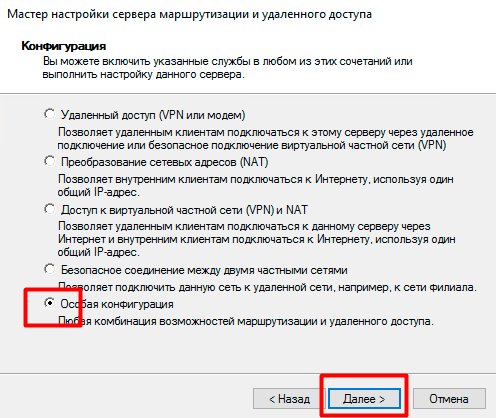 Мастер настройки сервера маршрутизации и удаленного доступа
Конфигурация
Вы можете включить указанные службы в любом из этих сочетаний или
выполнить настройку данного сервера.
Удаленный доступ (VPN или модем)
Позволяет удаленным клиентам подключаться к этому серверу через удаленное
подключение или безопасное подключение виртуальной частной сети (VPN)
Преобразование сетевых адресов (NAT)
Позволяет внутренним клиентам подключаться к Интернету, используя один
общий IP-адрес.
Доступ к виртуальной частной сети (VPN) и NAT
Позволяет удаленным клиентам подключаться к данному серверу через
Интернет и внутренним клиентам подключаться к Интернету, используя один
общий IP-адрес.
Безопасное соединение между двумя частными сетями
Позволяет подключить данную сеть к удаленной сети, например, к сети филиала.
Особая конфигурация
Любая комбинация возможностей маршрутизации и удаленного доступа.
< Назад
Далее >
Отмена